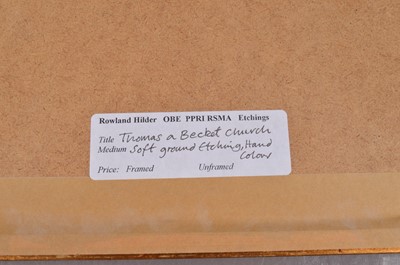 Rowland Hilder OBE PPRI RSMA Etchings
Title Thomas a Becket Church
Medium Soft ground Etching, Hand
Colour
Price: Framed Unframed